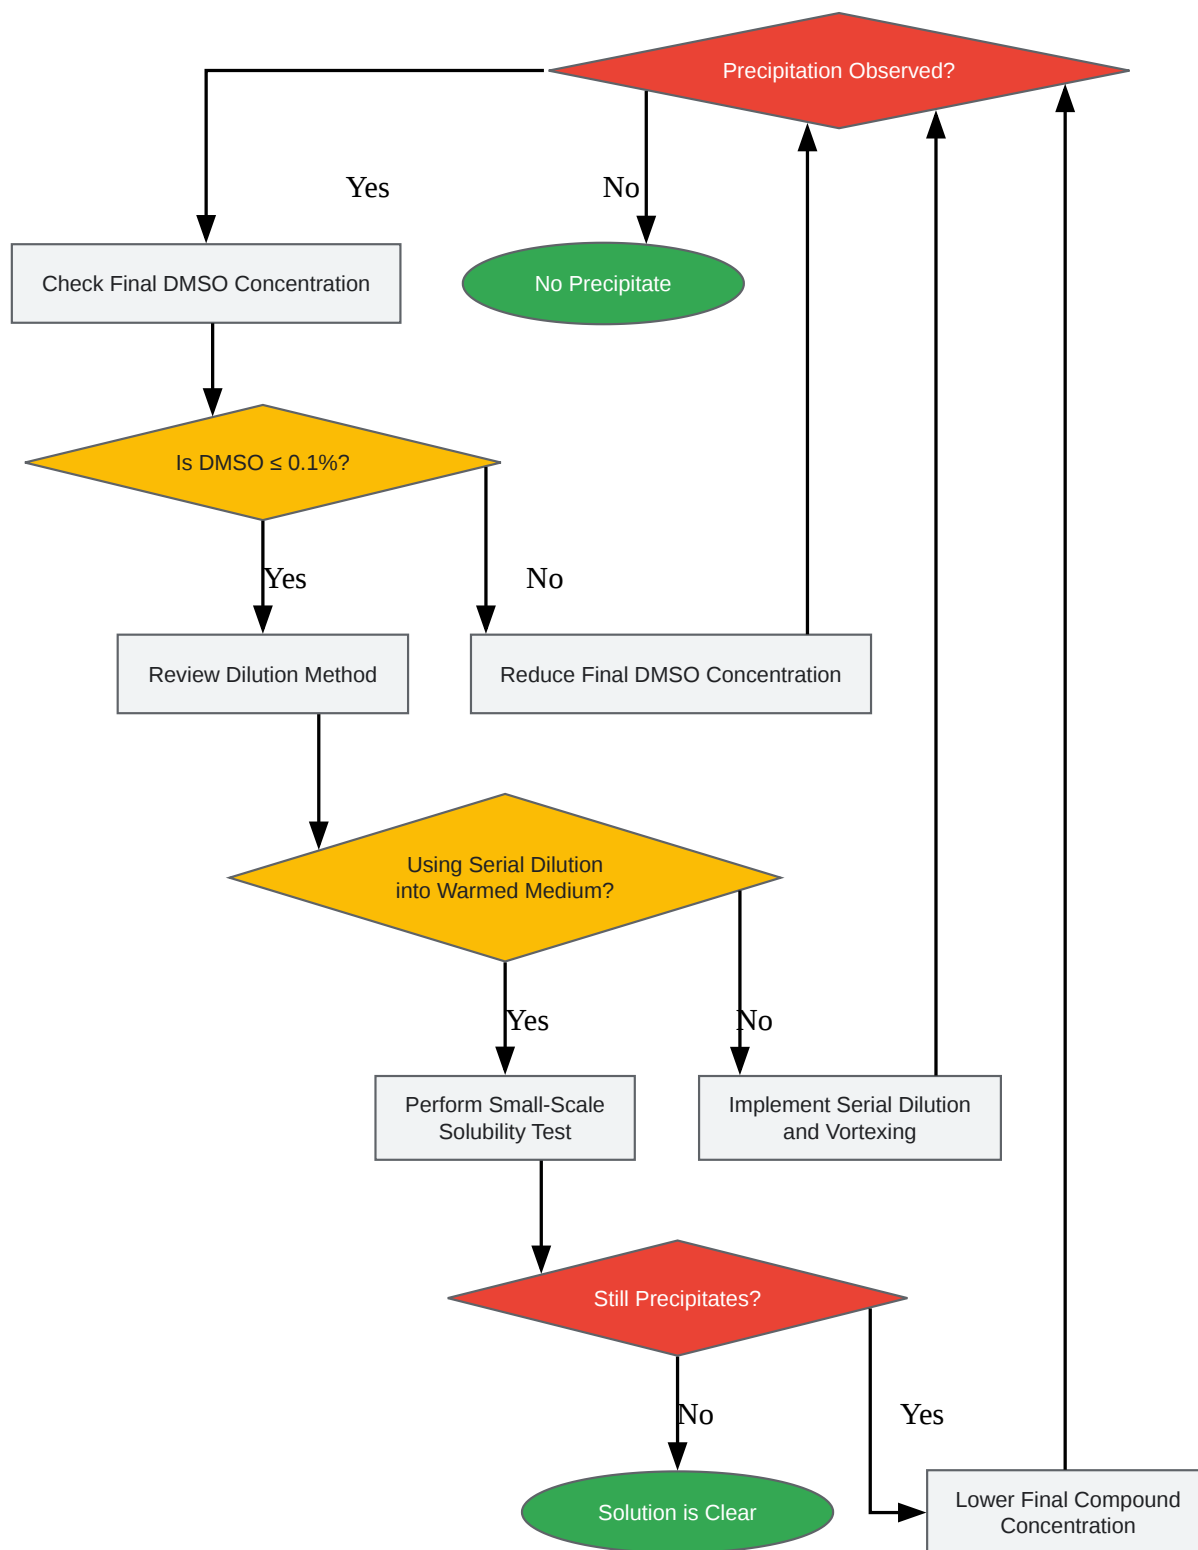 Precipitation Observed?
Yes
No
Check Final DMSO Concentration
No Precipitate
Is DMSO ≤ 0.1%?
Yes
No
Review Dilution Method
Reduce Final DMSO Concentration
Using Serial Dilution
into Warmed Medium?
Yes
No
Perform Small-Scale
Solubility Test
Implement Serial Dilution
and Vortexing
Still Precipitates?
No
Yes
Solution is Clear
Lower Final Compound
Concentration